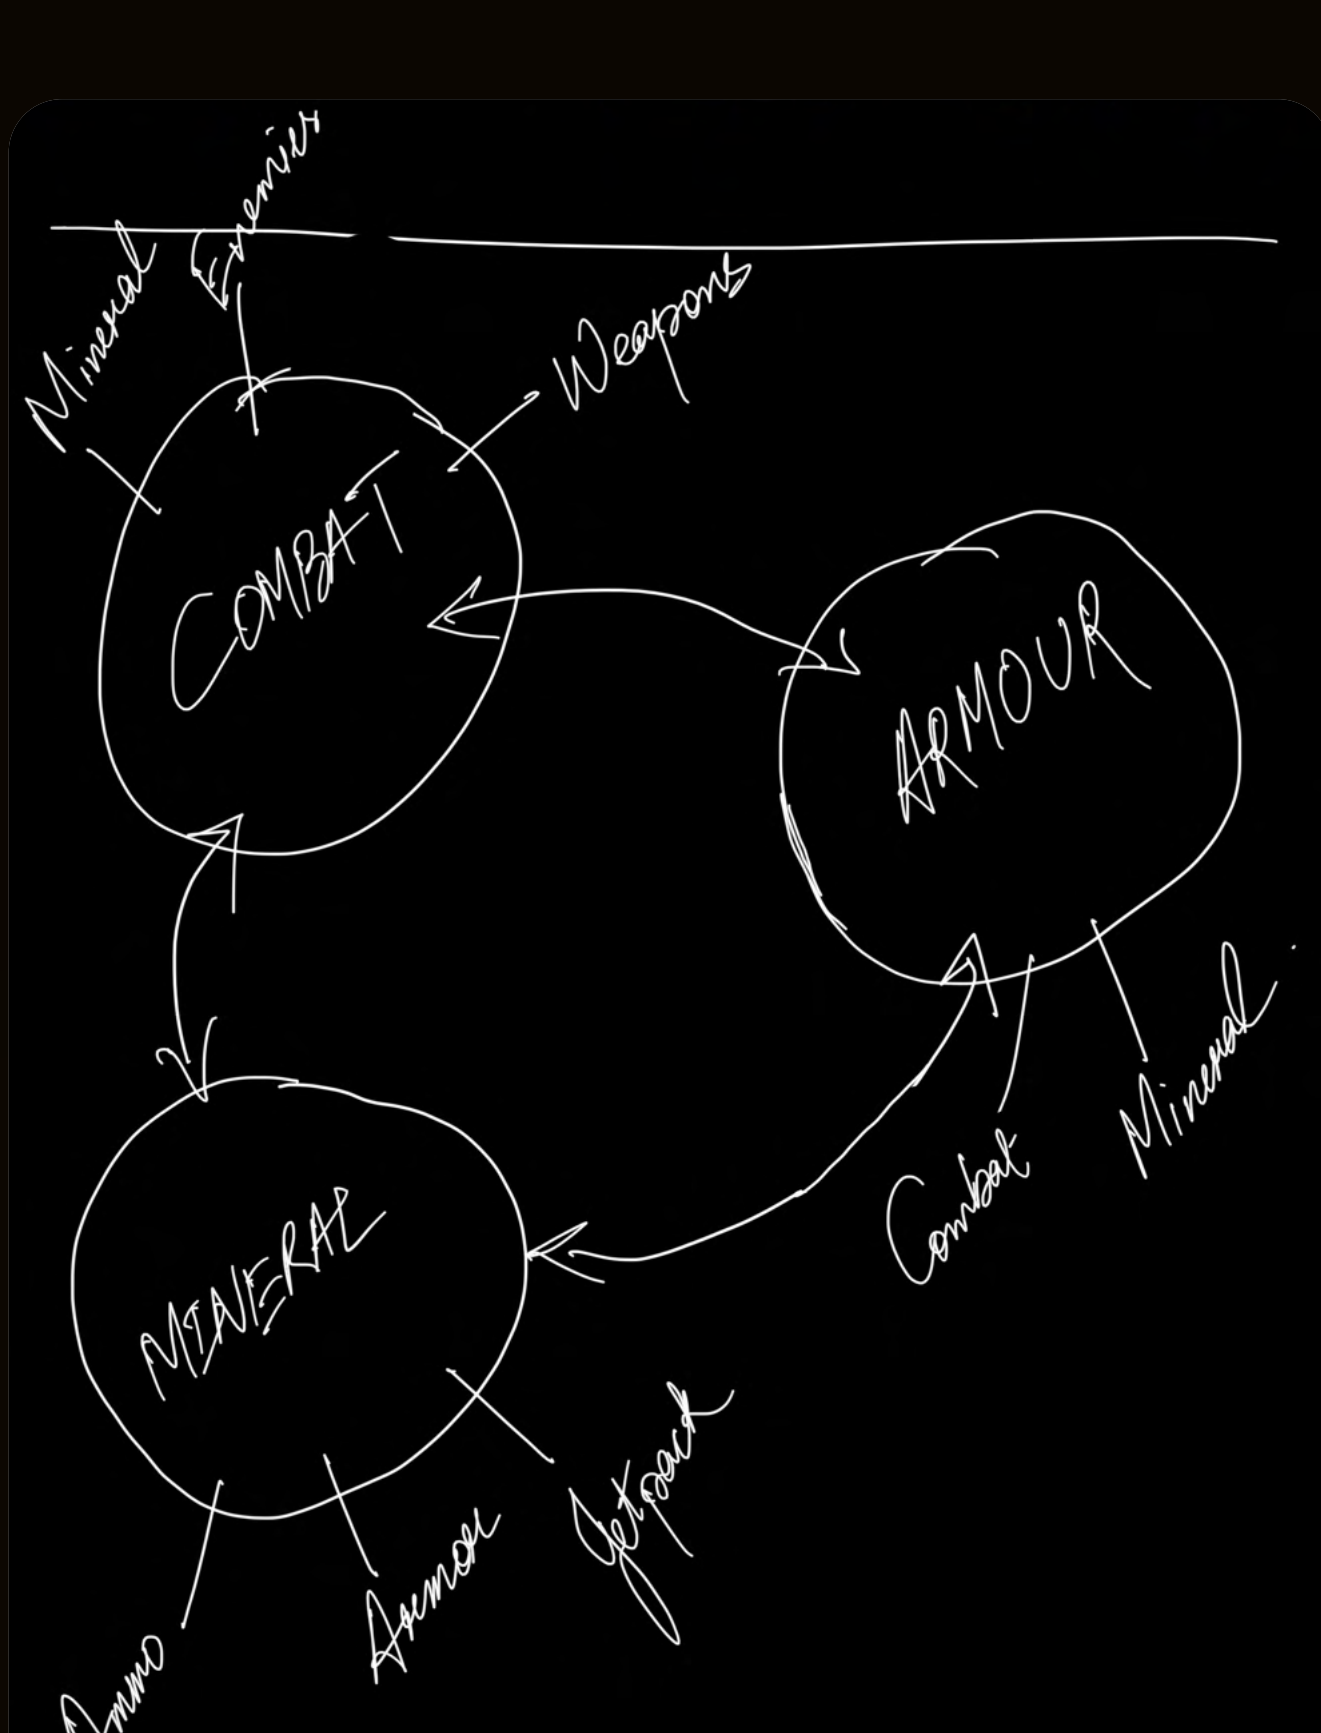 Enemies
Mineral
Weapons
COMBAT
ARMOUR
Mineral
Combat
MINERAL
Jetpack
Armor
Ammo